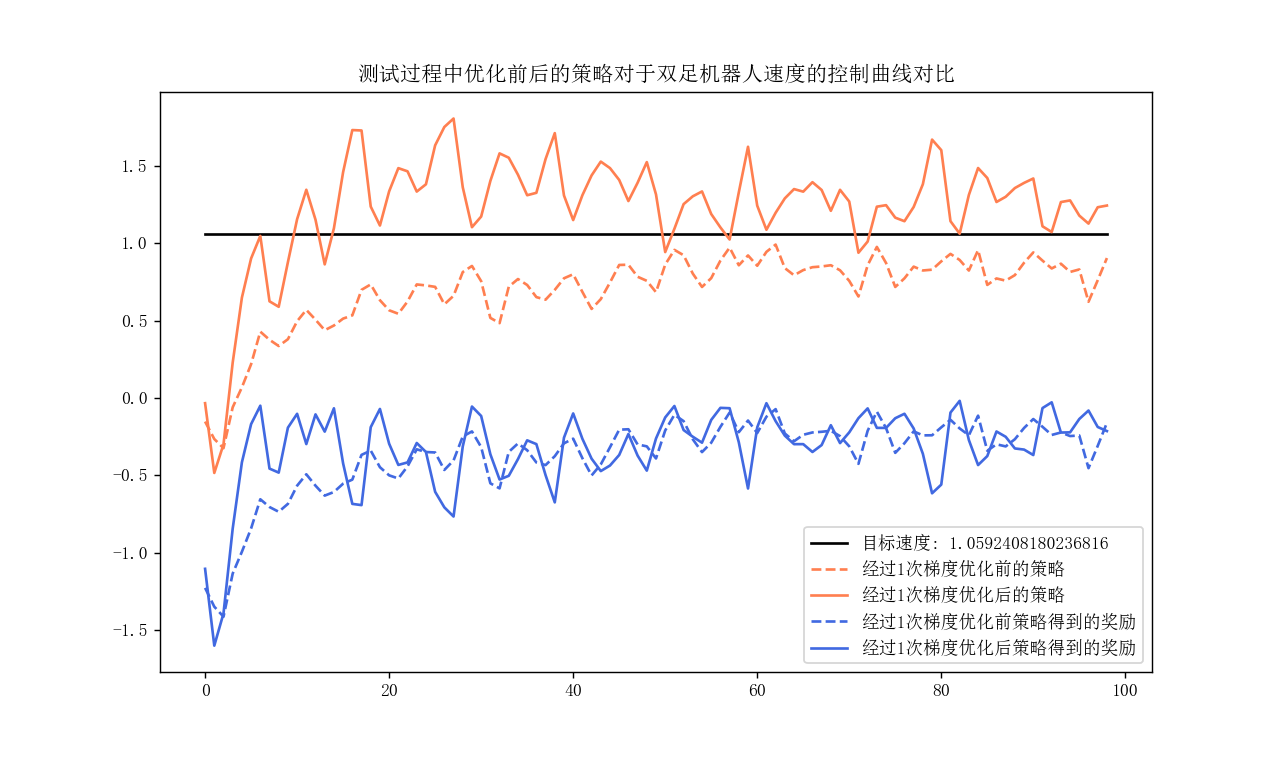 测试过程中优化前后的策略对于双足机器人速度的控制曲线对比
1.5
1.0
0.5
0.0
−0.5
−1.0
−1.5
0 20 40 60 80 100
目标速度: 1.0592408180236816
经过1次梯度优化前的策略
经过1次梯度优化后的策略
经过1次梯度优化前策略得到的奖励
经过1次梯度优化后策略得到的奖励